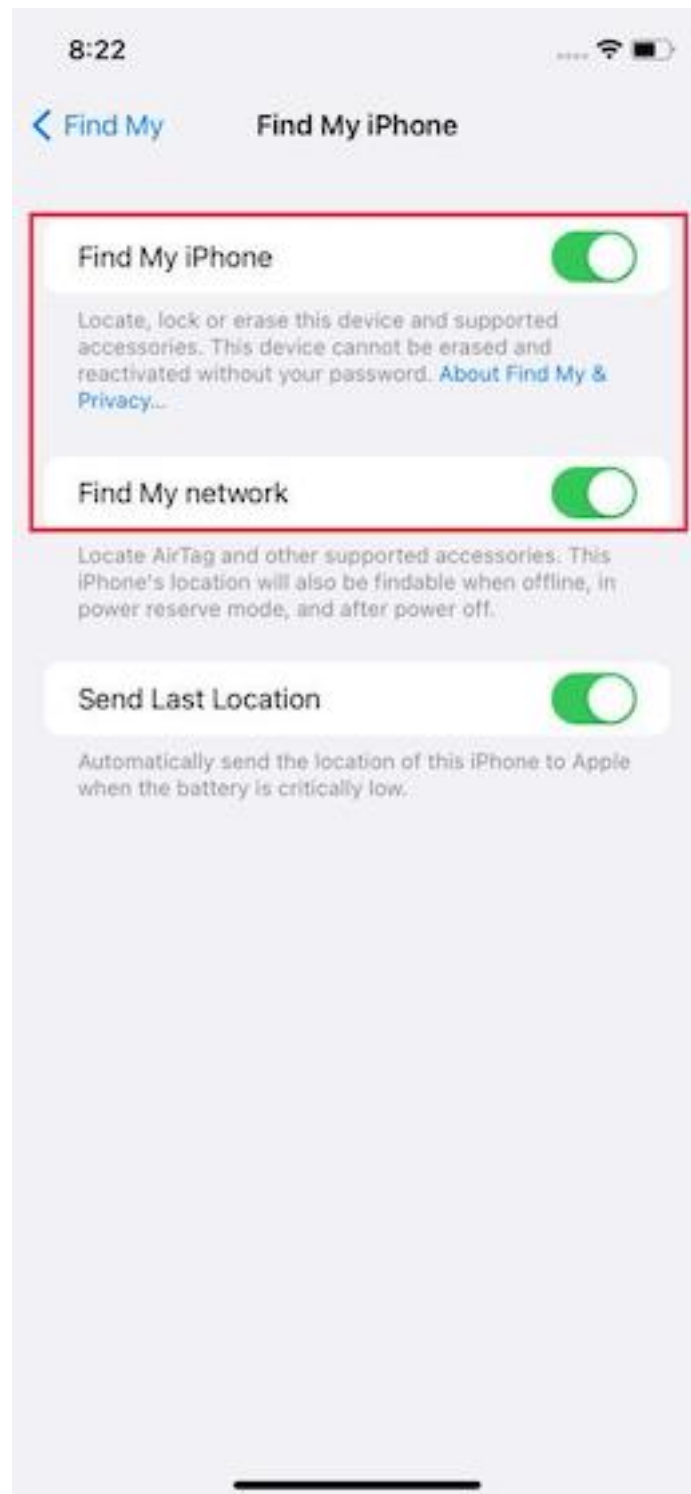 8:22
Find My
Find My iPhone
Find My iPhone
Locate, lock or erase this device and supported
accessories. This device cannot be erased and
reactivated without your password. About Find My &
Privacy...
Find My network
Locate AirTag and other supported accessories. This
iPhone's location will also be findable when offline, in
power reserve mode, and after power off.
Send Last Location
Automatically send the location of this iPhone to Apple
when the battery is critically low.